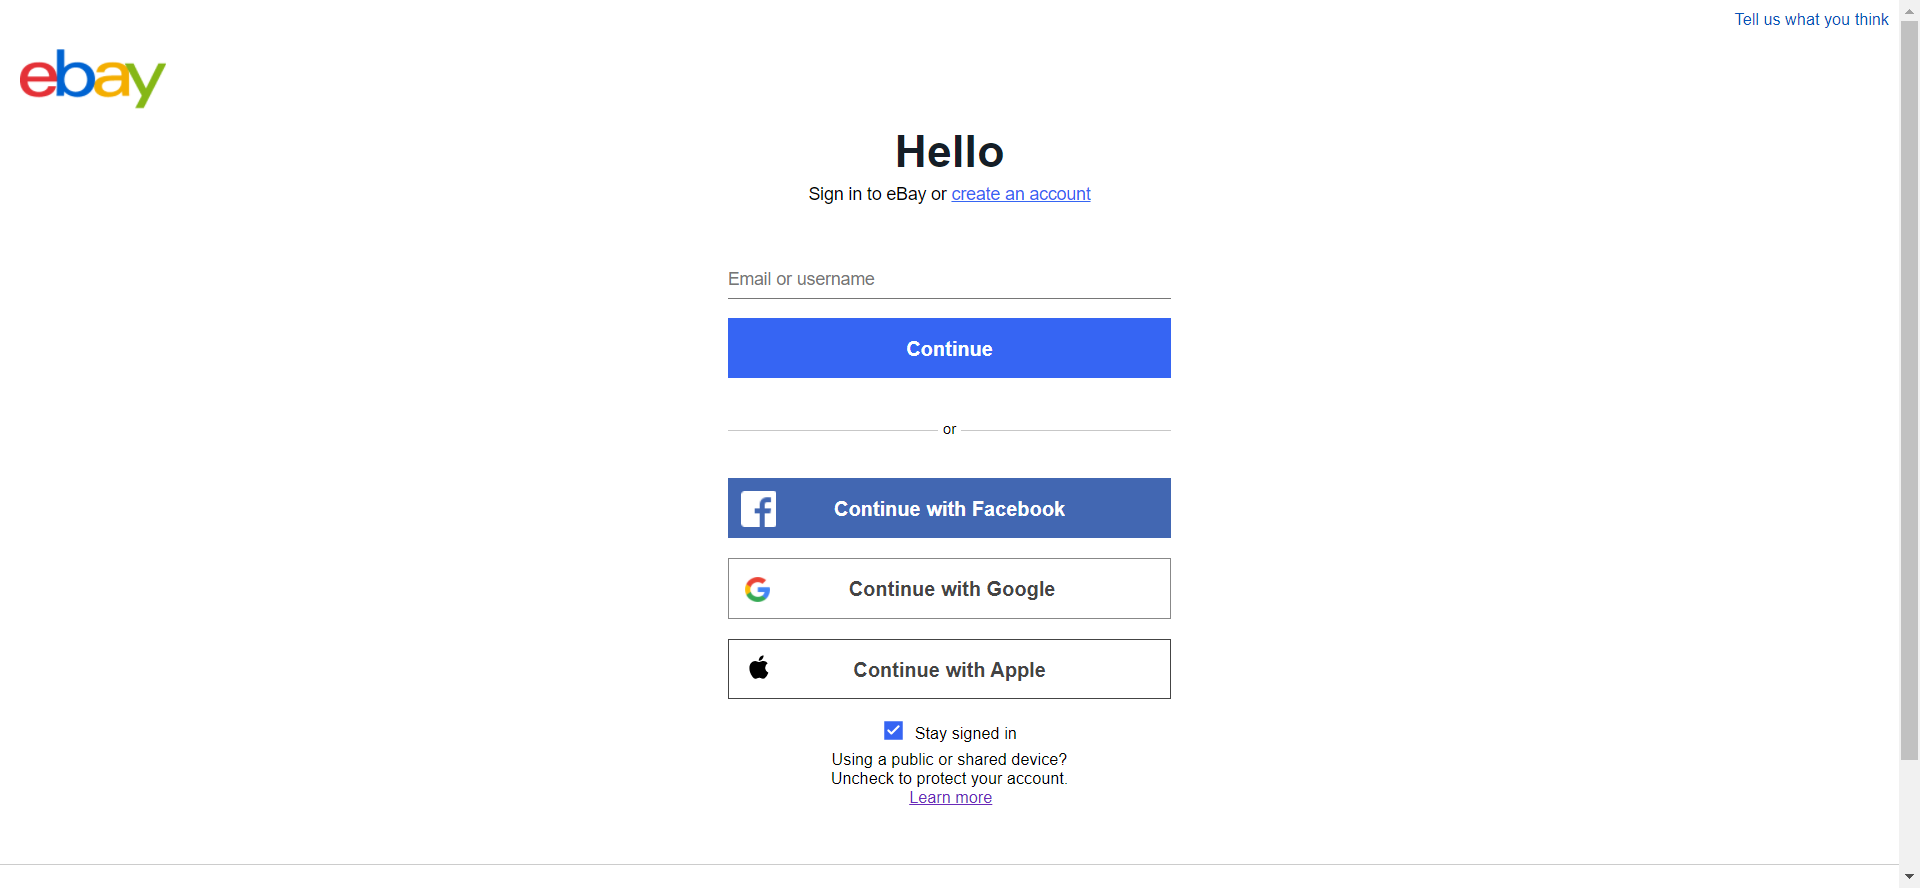 Tell us what you think
ebay
Hello
Sign in to eBay or create an account
Email or username
Continue
or
Continue with Facebook
Continue with Google
Continue with Apple
Stay signed in
Using a public or shared device?
Uncheck to protect your account.
Learn more